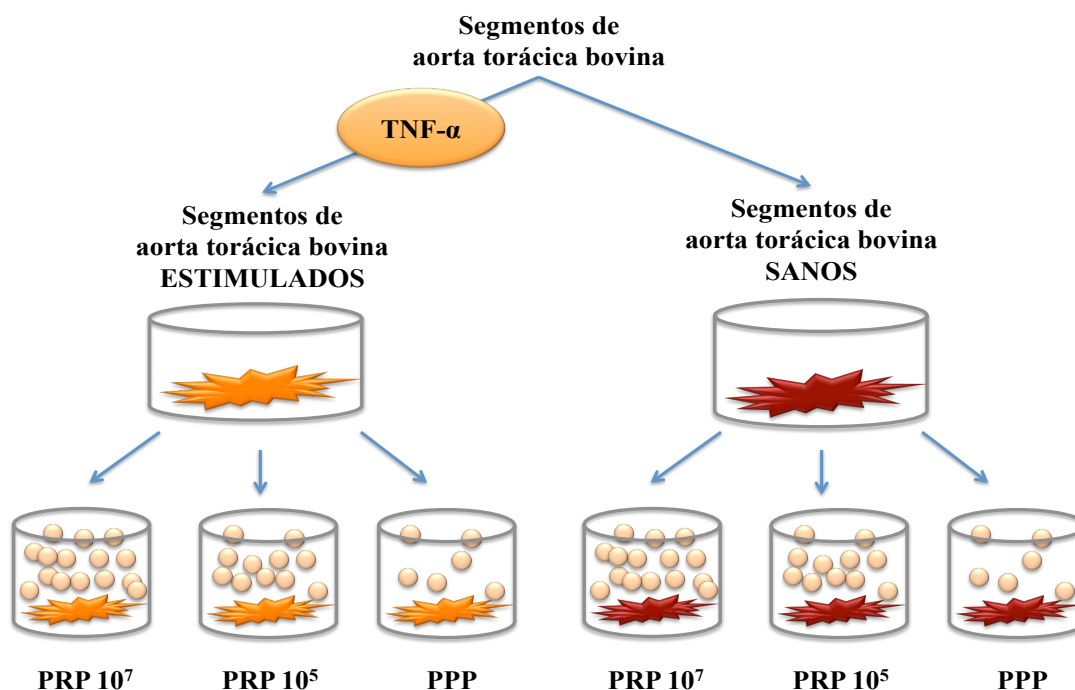 Segmentos de
aorta torácica bovina
TNF-α
Segmentos de
aorta torácica bovina
ESTIMULADOS
Segmentos de
aorta torácica bovina
SANOS
PRP 10⁷
PRP 10⁵
PPP
PRP 10⁷
PRP 10⁵
PPP